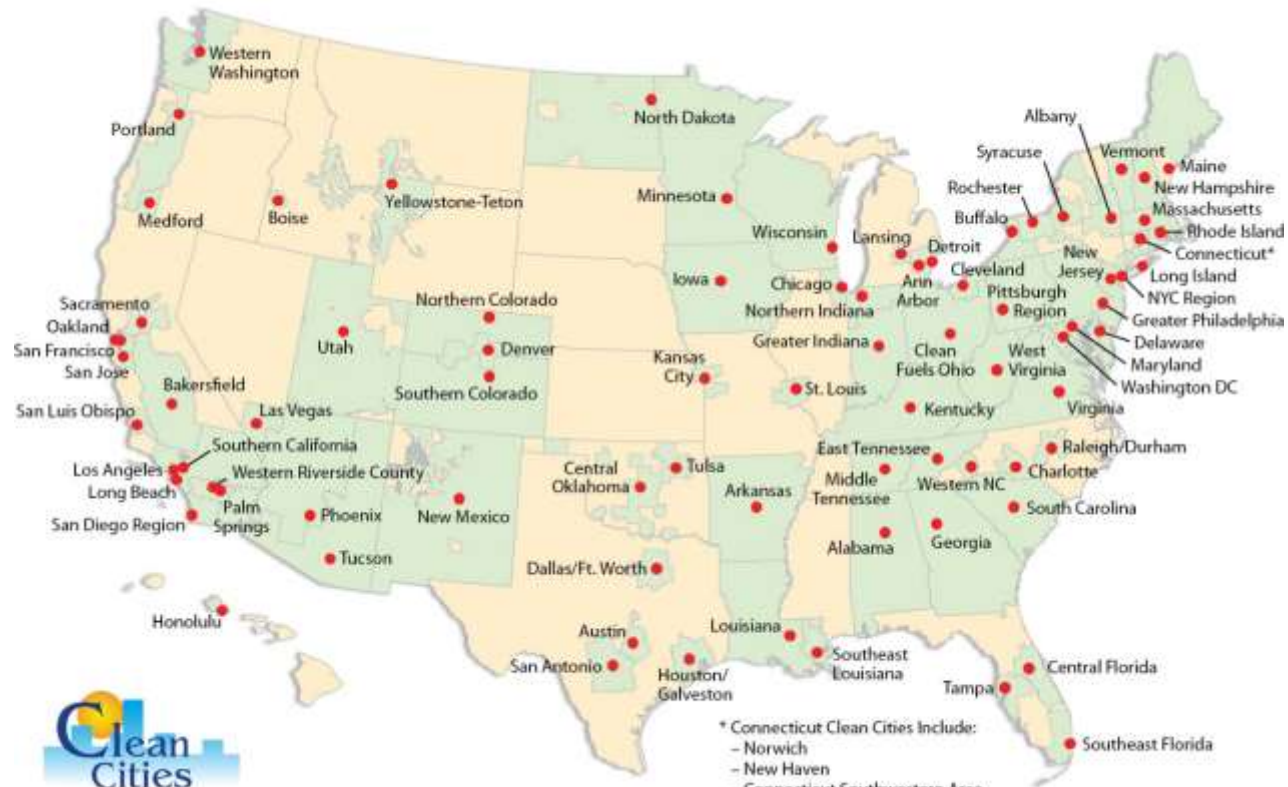 Western
Washington
Portland
Medford
Boise
Yellowstone-Teton
North Dakota
Minnesota
Wisconsin
Iowa
Chicago
Northern Indiana
Greater Indiana
Lansing
Detroit
Ann
Arbor
Cleveland
Pittsburgh
Region
Clean
Fuels Ohio
West
Virginia
Kentucky
Albany
Syracuse
Rochester
Buffalo
Vermont
Maine
New Hampshire
Massachusetts
Rhode Island
Connecticut*
New
Jersey
Long Island
NYC Region
Greater Philadelphia
Delaware
Maryland
Washington DC
Virginia
Sacramento
Oakland
San Francisco
San Jose
Bakersfield
San Luis Obispo
Las Vegas
Southern California
Los Angeles
Western Riverside County
Long Beach
Palm
Springs
San Diego Region
Phoenix
Tucson
Utah
Northern Colorado
Denver
Southern Colorado
New Mexico
Kansas
City
St. Louis
Central
Oklahoma
Tulsa
Arkansas
East Tennessee
Middle
Tennessee
Western NC
Raleigh/Durham
Charlotte
South Carolina
Alabama
Georgia
Dallas/Ft. Worth
Austin
San Antonio
Houston/
Galveston
Louisiana
Southeast
Louisiana
Central Florida
Tampa
Southeast Florida
Honolulu
Clean
Cities
* Connecticut Clean Cities Include:
– Norwich
– New Haven
Connecticut Southwestern Area